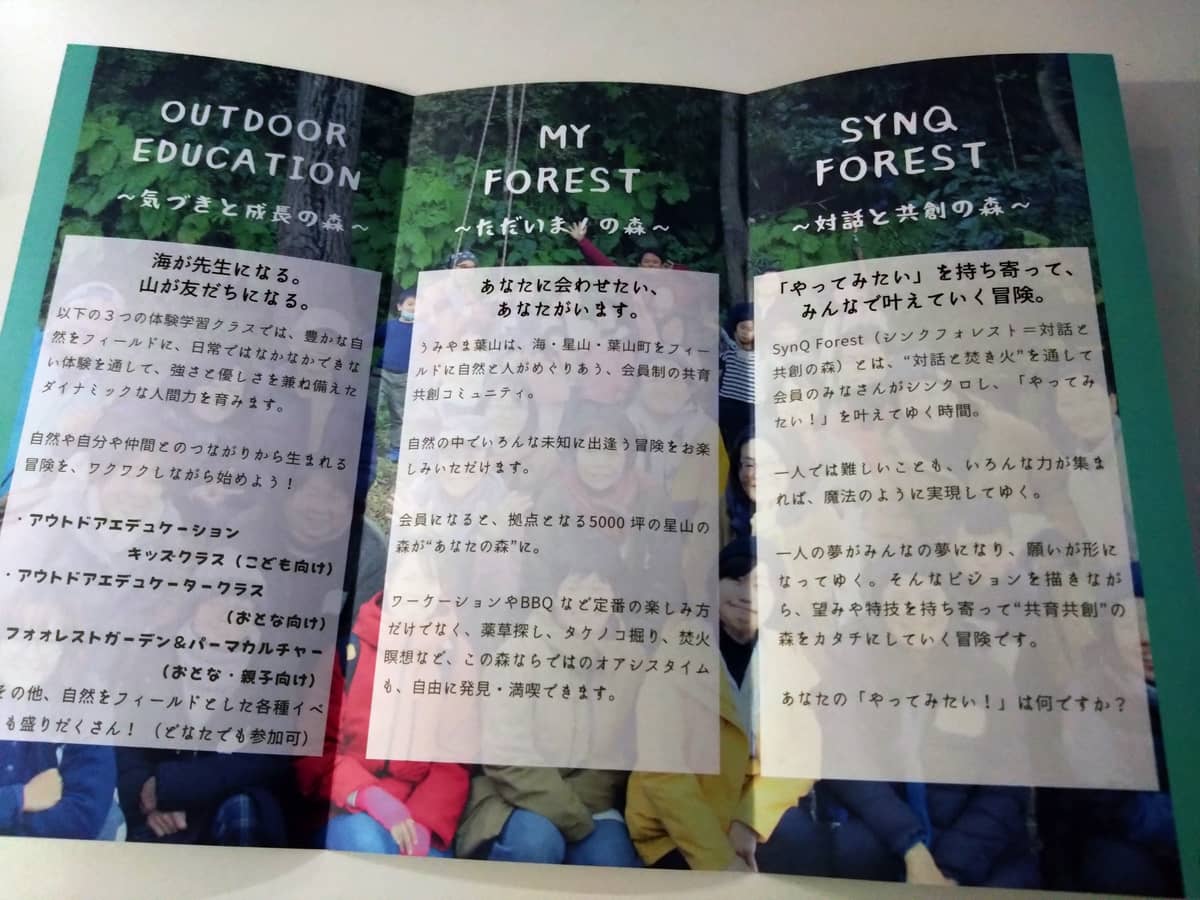 OUTDOOR
EDUCATION
～気づきと成長の森～
海が先生になる。
山が友だちになる。
以下の３つの体験学習クラスでは、豊かな自
然をフィールドに、日常ではなかなかできな
い体験を通して、強さと優しさを兼ね備えた
ダイナミックな人間力を育みます。
自然や自分や仲間とのつながりから生まれる
冒険を、ワクワクしながら始めよう！
・アウトドアエデュケーション
キッズクラス（こども向け）
・アウトドアエデュケータークラス
（おとな向け）
フォオレストガーデン＆パーマカルチャー
（おとな・親子向け）
その他、自然をフィールドとした各種イベ
も盛りだくさん！（どなたでも参加可）
MY
FOREST
～ただいま！の森～
あなたに会わせたい、
あなたがいます。
うみやま葉山は、海・星山・葉山町をフィー
ルドに自然と人がめぐりあう、会員制の共育
共創コミュニティ。
自然の中でいろんな未知に出逢う冒険をお楽
しみいただけます。
会員になると、拠点となる5000 坪の星山の
森が“あなたの森”に。
ワーケーションやBBQ など定番の楽しみ方
だけでなく、薬草探し、タケノコ掘り、焚火
瞑想など、この森ならではのオアシスタイム
も、自由に発見・満喫できます。
SYNQ
FOREST
～対話と共創の森～
「やってみたい」を持ち寄って、
みんなで叶えていく冒険。
SynQ Forest（シンクフォレスト＝対話と
共創の森）とは、“対話と焚き火”を通して
会員のみなさんがシンクロし、「やってみ
たい！」を叶えてゆく時間。
一人では難しいことも、いろんな力が集ま
れば、魔法のように実現してゆく。
一人の夢がみんなの夢になり、願いが形に
なってゆく。そんなビジョンを描きなが
ら、望みや特技を持ち寄って“共育共創”の
森をカタチにしていく冒険です。
あなたの「やってみたい！」は何ですか？